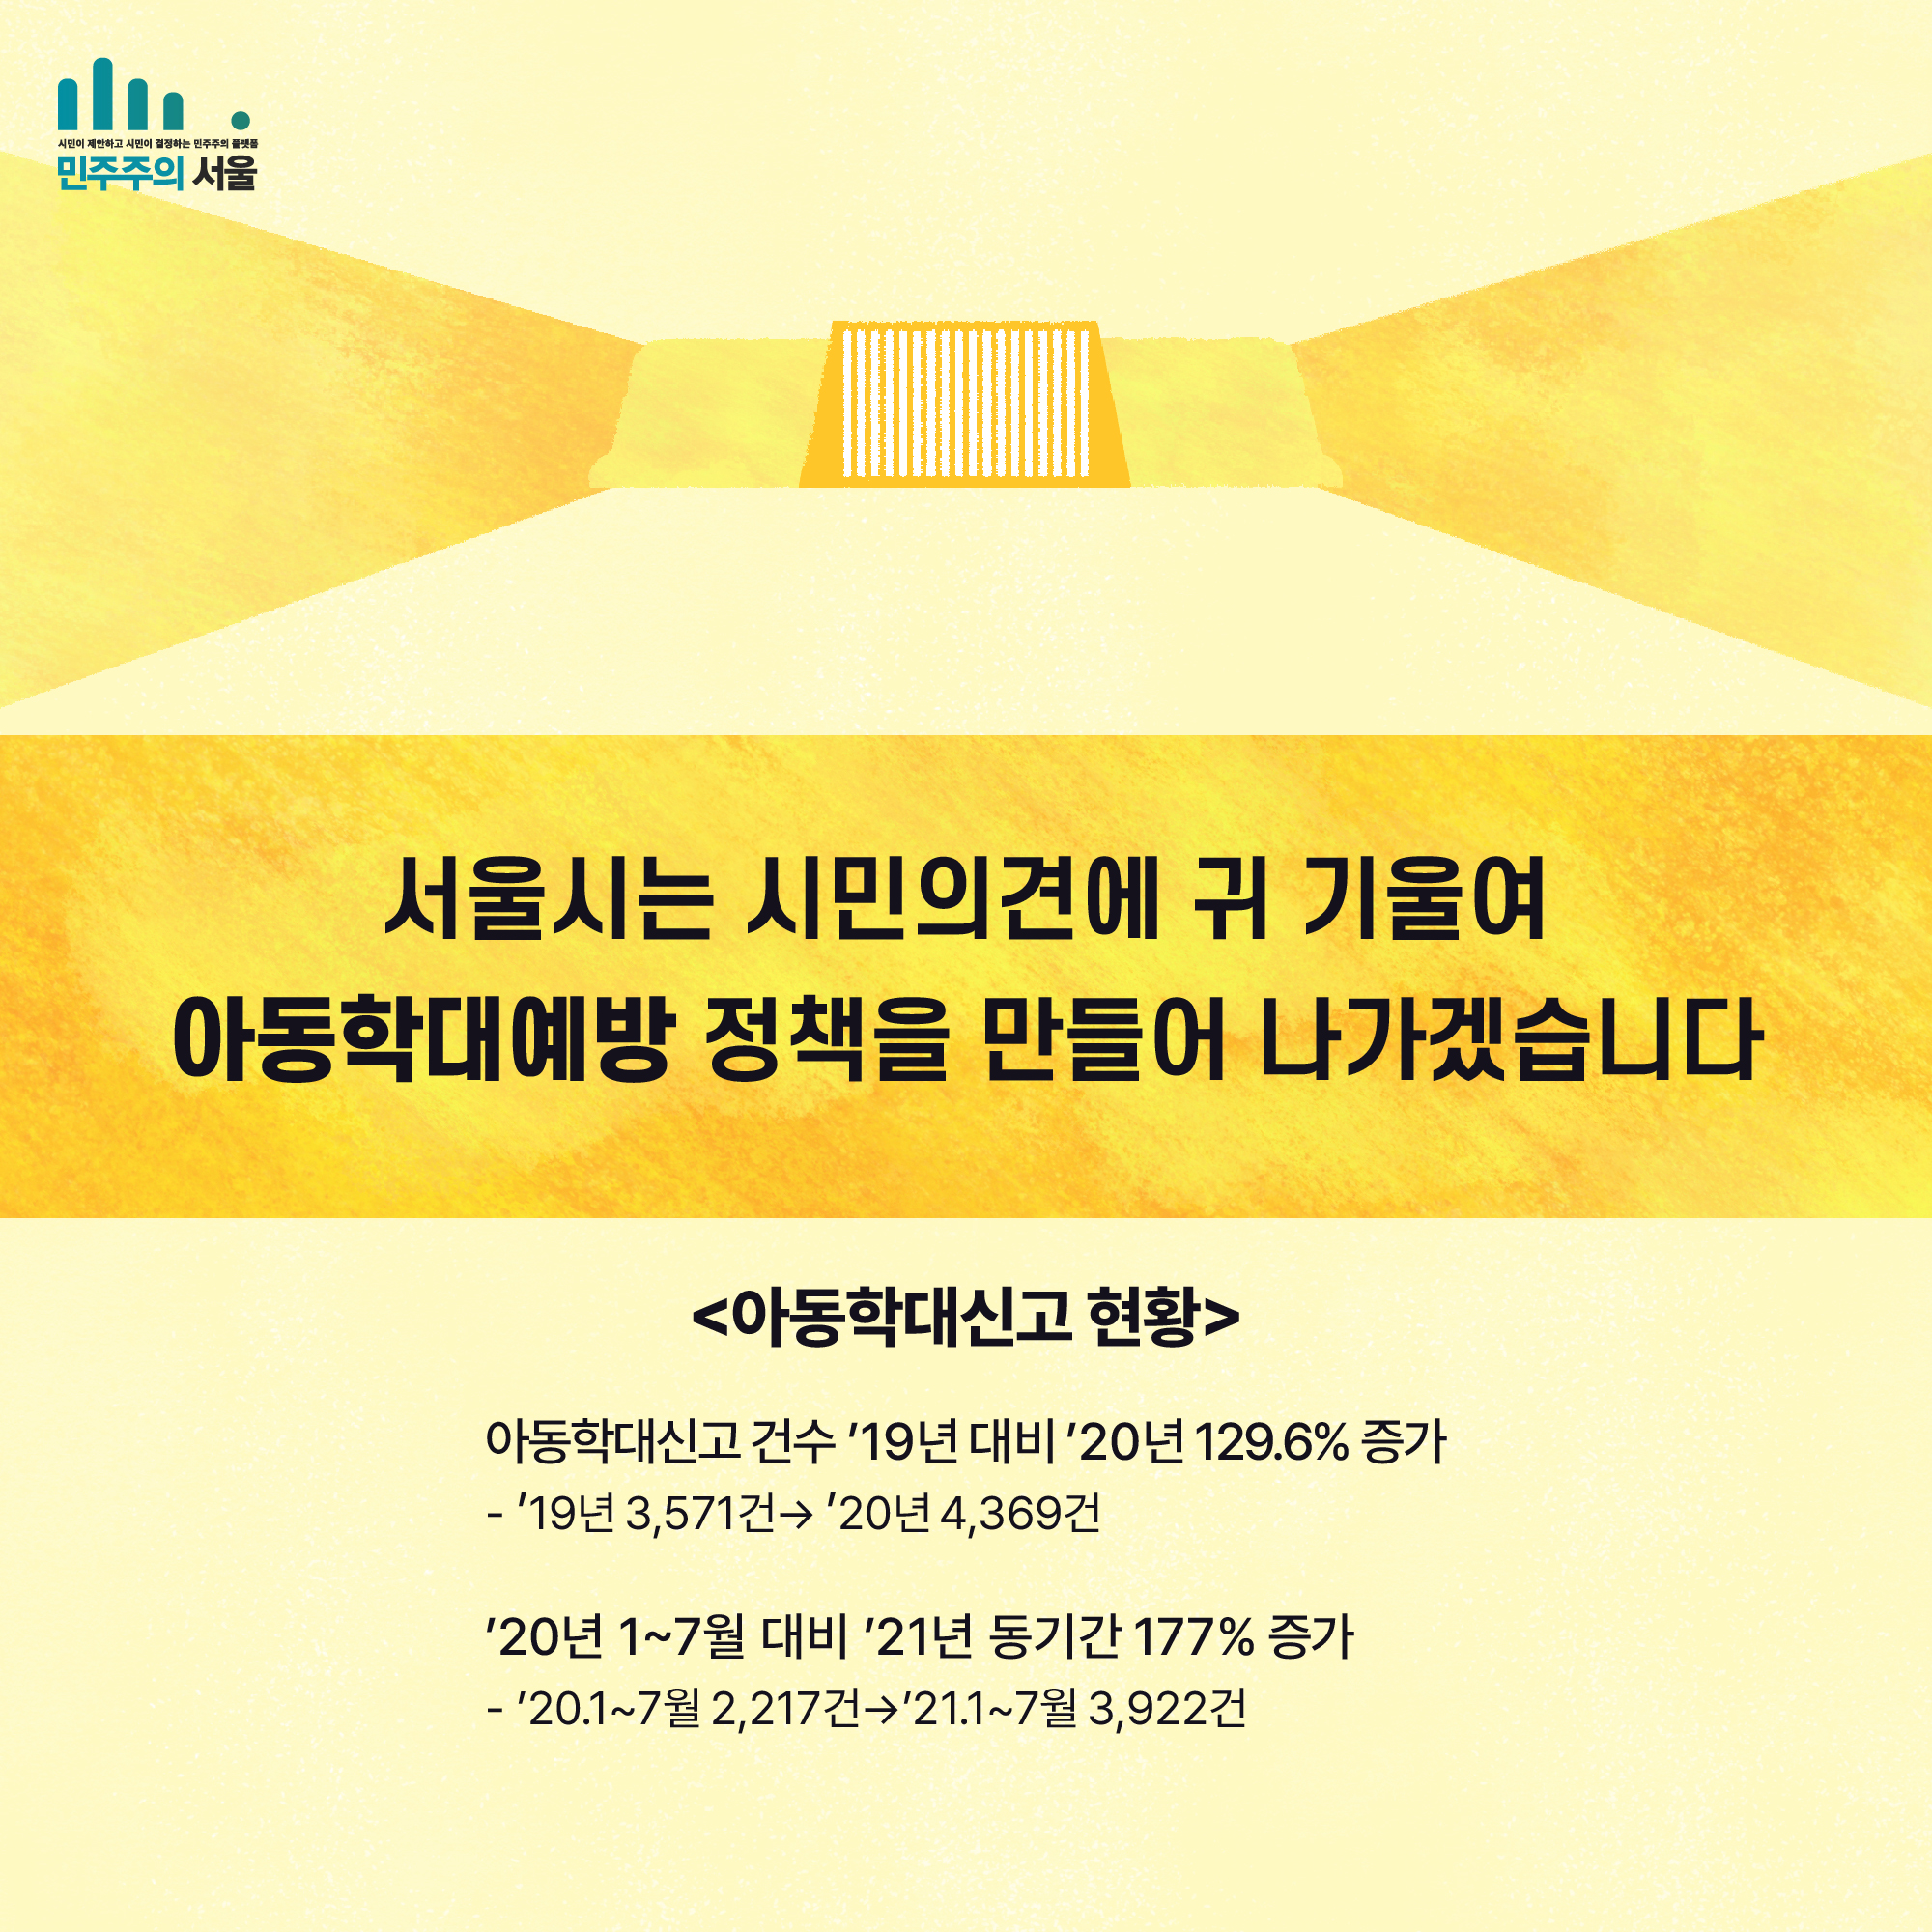 시민이 제안하고 시민이 결정하는 민주주의 플랫폼
민주주의 서울
서울시는 시민의견에 귀 기울여
아동학대예방 정책을 만들어 나가겠습니다
<아동학대신고 현황>
아동학대신고 건수 ’19년 대비 ’20년 129.6% 증가
- ’19년 3,571건→ ’20년 4,369건
’20년 1~7월 대비 ’21년 동기간 177% 증가
- ’20.1~7월 2,217건→’21.1~7월 3,922건